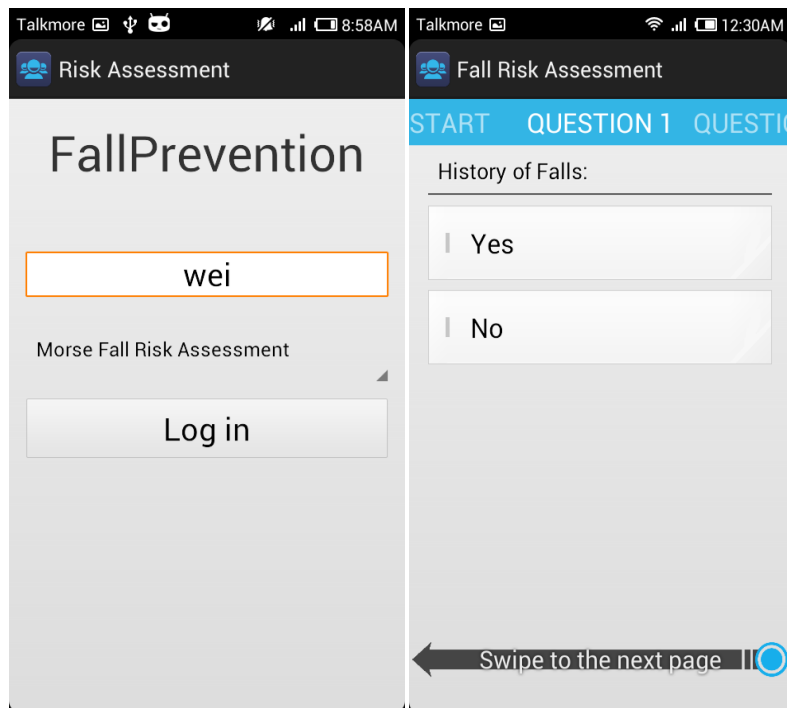 Talkmore 8:58AM
Risk Assessment
FallPrevention
wei
Morse Fall Risk Assessment
Log in
Talkmore 12:30AM
Fall Risk Assessment
START QUESTION 1 QUESTI
History of Falls:
Yes
No
Swipe to the next page